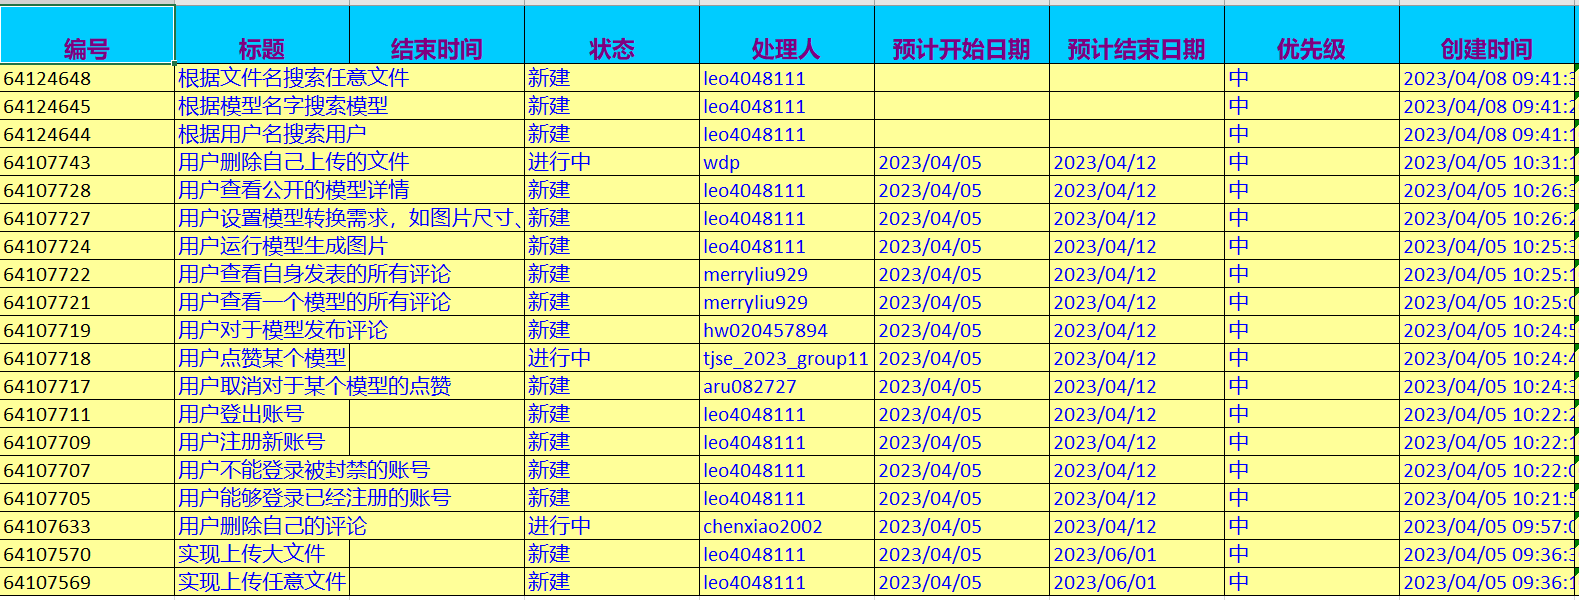 编号 标题 结束时间 状态 处理人 预计开始日期 预计结束日期 优先级 创建时间
64124648 根据文件名搜索任意文件 新建 leo4048111 中 2023/04/08 09:41:3
64124645 根据模型名字搜索模型 新建 leo4048111 中 2023/04/08 09:41:2
64124644 根据用户名搜索用户 新建 leo4048111 中 2023/04/08 09:41:1
64107743 用户删除自己上传的文件 进行中 wdp 2023/04/05 2023/04/12 中 2023/04/05 10:31:1
64107728 用户查看公开的模型详情 新建 leo4048111 2023/04/05 2023/04/12 中 2023/04/05 10:26:3
64107727 用户设置模型转换需求，如图片尺寸、 新建 leo4048111 2023/04/05 2023/04/12 中 2023/04/05 10:26:2
64107724 用户运行模型生成图片 新建 leo4048111 2023/04/05 2023/04/12 中 2023/04/05 10:25:3
64107722 用户查看自身发表的所有评论 新建 merryliu929 2023/04/05 2023/04/12 中 2023/04/05 10:25:1
64107721 用户查看一个模型的所有评论 新建 merryliu929 2023/04/05 2023/04/12 中 2023/04/05 10:25:0
64107719 用户对于模型发布评论 新建 hw020457894 2023/04/05 2023/04/12 中 2023/04/05 10:24:5
64107718 用户点赞某个模型 进行中 tjse_2023_group11 2023/04/05 2023/04/12 中 2023/04/05 10:24:4
64107717 用户取消对于某个模型的点赞 新建 aru082727 2023/04/05 2023/04/12 中 2023/04/05 10:24:3
64107711 用户登出账号 新建 leo4048111 2023/04/05 2023/04/12 中 2023/04/05 10:22:2
64107709 用户注册新账号 新建 leo4048111 2023/04/05 2023/04/12 中 2023/04/05 10:22:1
64107707 用户不能登录被封禁的账号 新建 leo4048111 2023/04/05 2023/04/12 中 2023/04/05 10:22:0
64107705 用户能够登录已经注册的账号 新建 leo4048111 2023/04/05 2023/04/12 中 2023/04/05 10:21:5
64107633 用户删除自己的评论 进行中 chenxiao2002 2023/04/05 2023/04/12 中 2023/04/05 09:57:0
64107570 实现上传大文件 新建 leo4048111 2023/04/05 2023/06/01 中 2023/04/05 09:36:3
64107569 实现上传任意文件 新建 leo4048111 2023/04/05 2023/06/01 中 2023/04/05 09:36:1